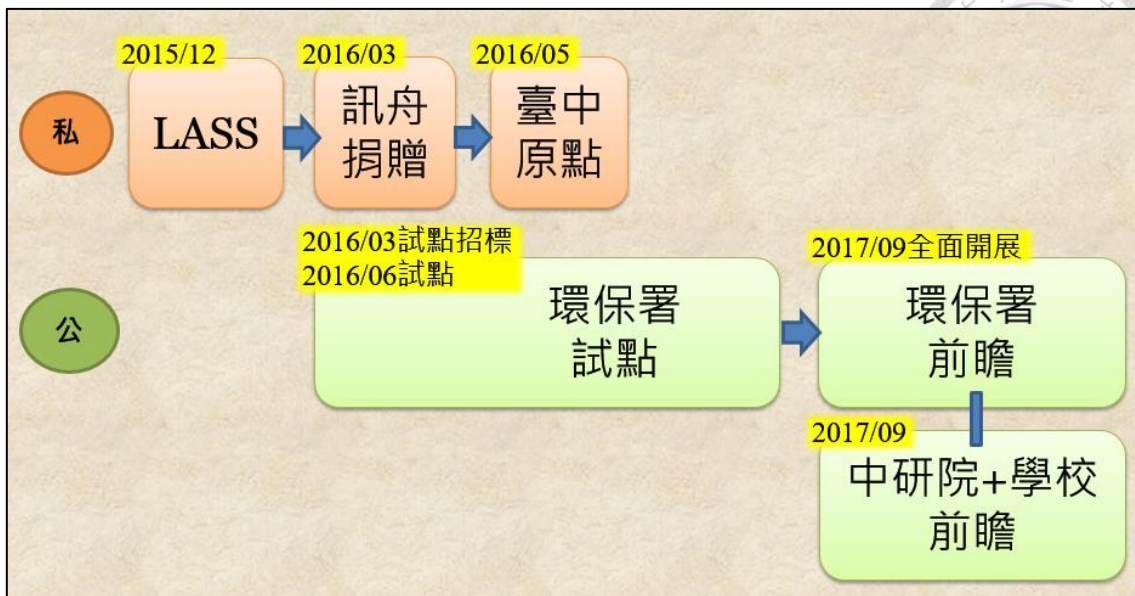 2015/12
2016/03
2016/05
私
LASS
訊舟
捐贈
臺中
原點
2016/03試點招標
2016/06試點
2017/09全面開展
公
環保署
試點
環保署
前瞻
2017/09
中研院+學校
前瞻